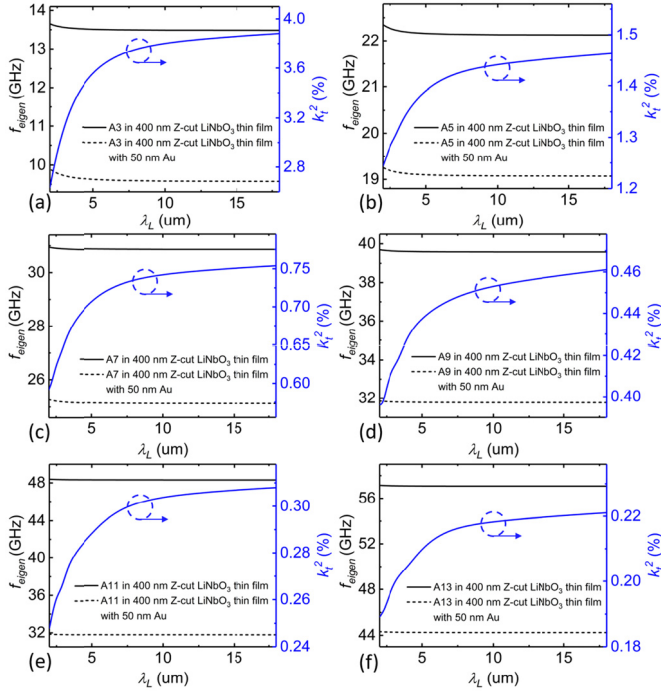 14
13
12
11
10
f_eigen (GHz)
4.0
3.6
3.2
2.8
k_t^2 (%)
A3 in 400 nm Z-cut LiNbO3 thin film
A3 in 400 nm Z-cut LiNbO3 thin film
with 50 nm Au
5 10 15
λ_L (um)
(a)
22
21
20
19
f_eigen (GHz)
1.5
1.4
1.3
1.2
k_t^2 (%)
A5 in 400 nm Z-cut LiNbO3 thin film
A5 in 400 nm Z-cut LiNbO3 thin film
with 50 nm Au
5 10 15
λ_L (um)
(b)
30
28
26
f_eigen (GHz)
0.75
0.70
0.65
0.60
k_t^2 (%)
A7 in 400 nm Z-cut LiNbO3 thin film
A7 in 400 nm Z-cut LiNbO3 thin film
with 50 nm Au
5 10 15
λ_L (um)
(c)
40
38
36
34
32
f_eigen (GHz)
0.46
0.44
0.42
0.40
k_t^2 (%)
A9 in 400 nm Z-cut LiNbO3 thin film
A9 in 400 nm Z-cut LiNbO3 thin film
with 50 nm Au
5 10 15
λ_L (um)
(d)
48
44
40
36
32
f_eigen (GHz)
0.30
0.28
0.26
0.24
k_t^2 (%)
A11 in 400 nm Z-cut LiNbO3 thin film
A11 in 400 nm Z-cut LiNbO3 thin film
with 50 nm Au
5 10 15
λ_L (um)
(e)
56
52
48
44
f_eigen (GHz)
0.22
0.20
0.18
k_t^2 (%)
A13 in 400 nm Z-cut LiNbO3 thin film
A13 in 400 nm Z-cut LiNbO3 thin film
with 50 nm Au
5 10 15
λ_L (um)
(f)